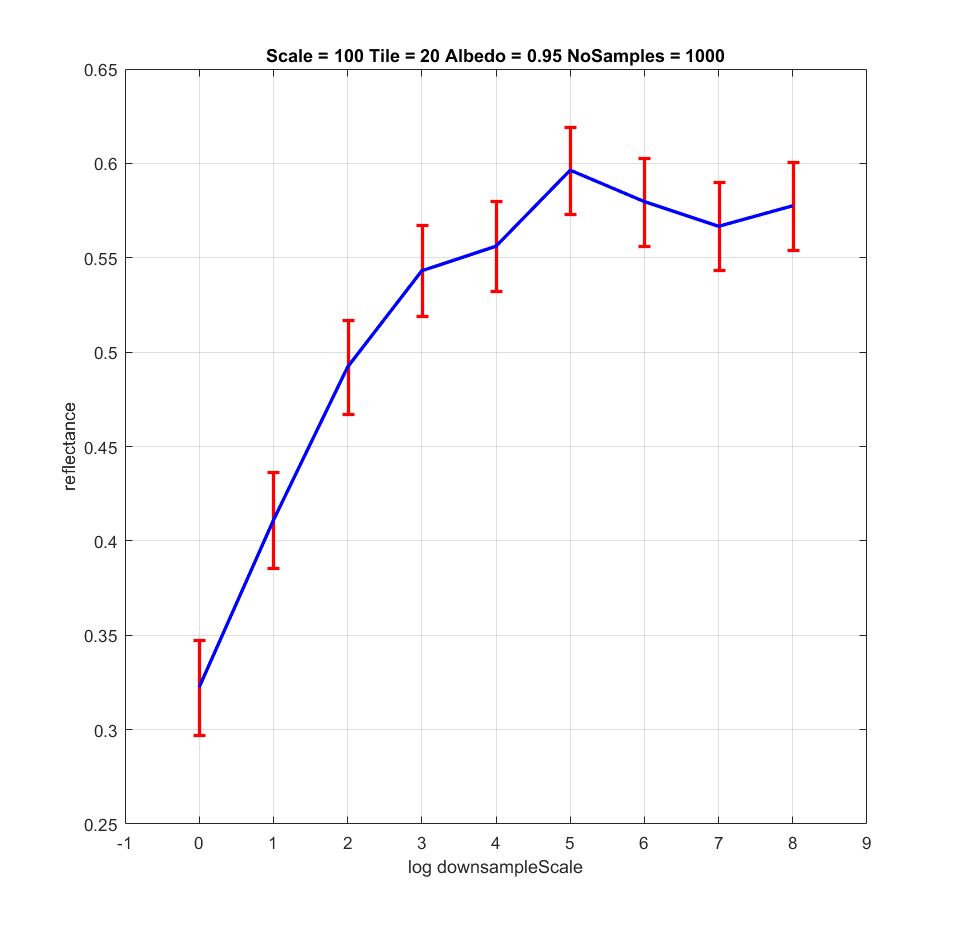 Scale = 100 Tile = 20 Albedo = 0.95 NoSamples = 1000
0.65
0.6
0.55
0.5
0.45
0.4
0.35
0.3
0.25
reflectance
-1 0 1 2 3 4 5 6 7 8 9
log downsampleScale